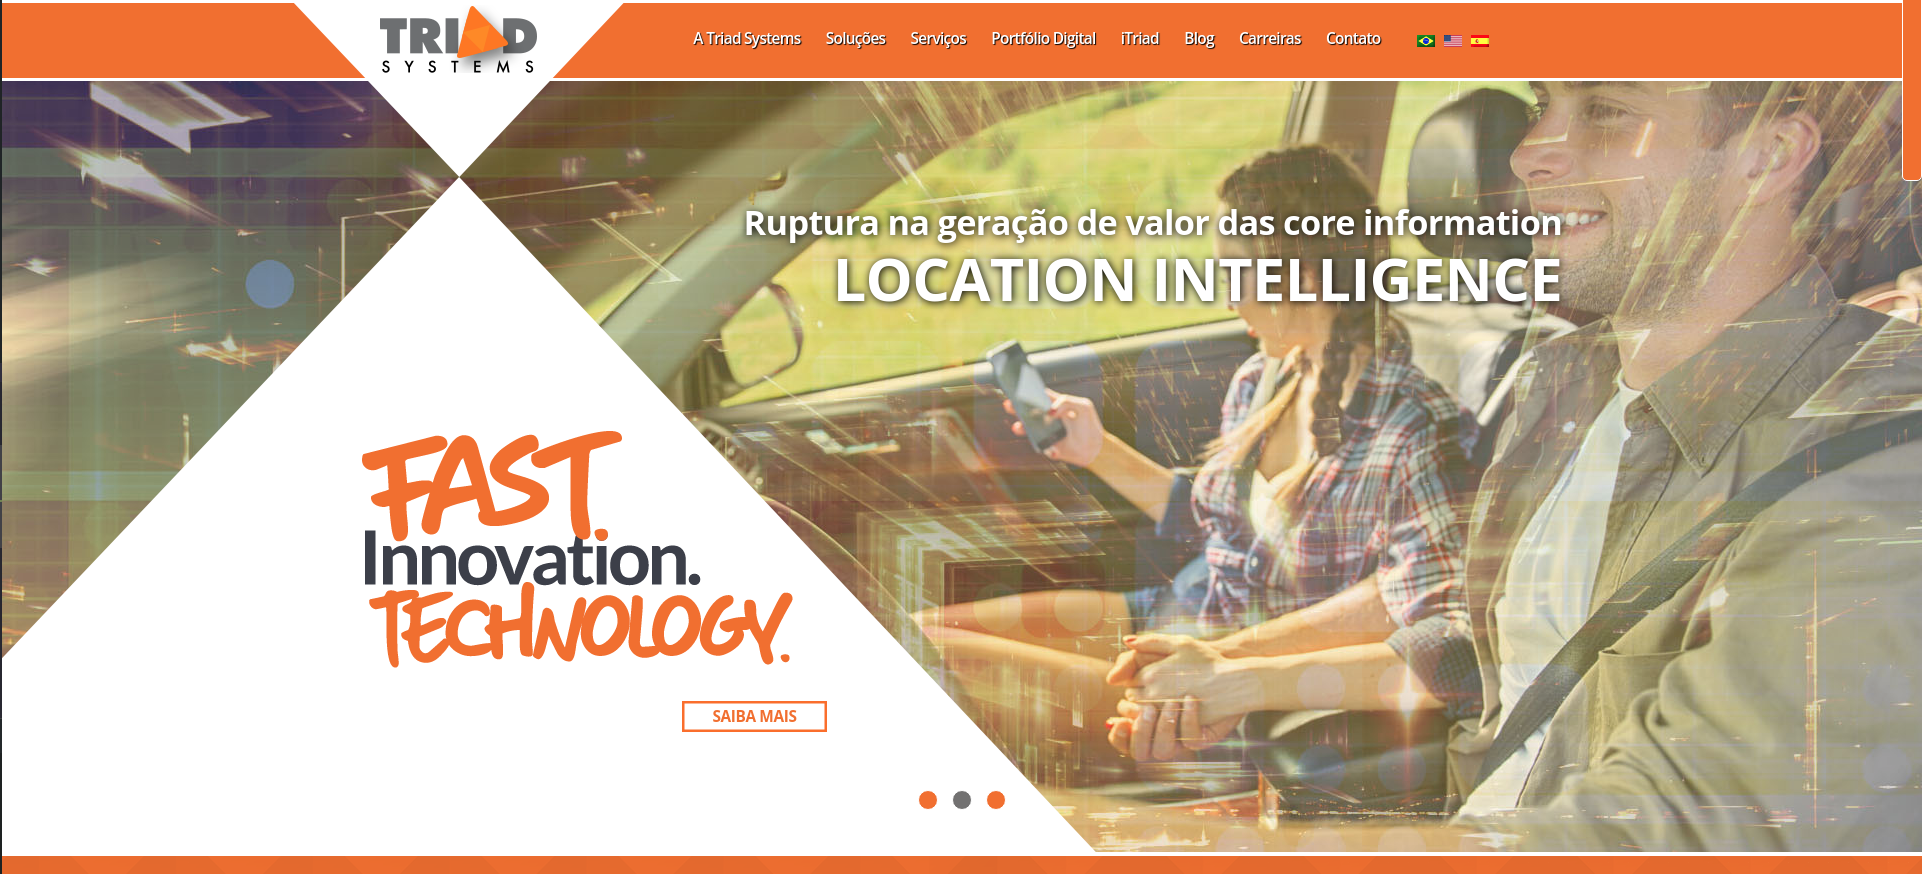 TRIAD
SYSTEMS
A Triad Systems
Soluções
Serviços
Portfólio Digital
iTriad
Blog
Carreiras
Contato
Ruptura na geração de valor das core information
LOCATION INTELLIGENCE
FAST.
Innovation.
TECHNOLOGY.
SAIBA MAIS